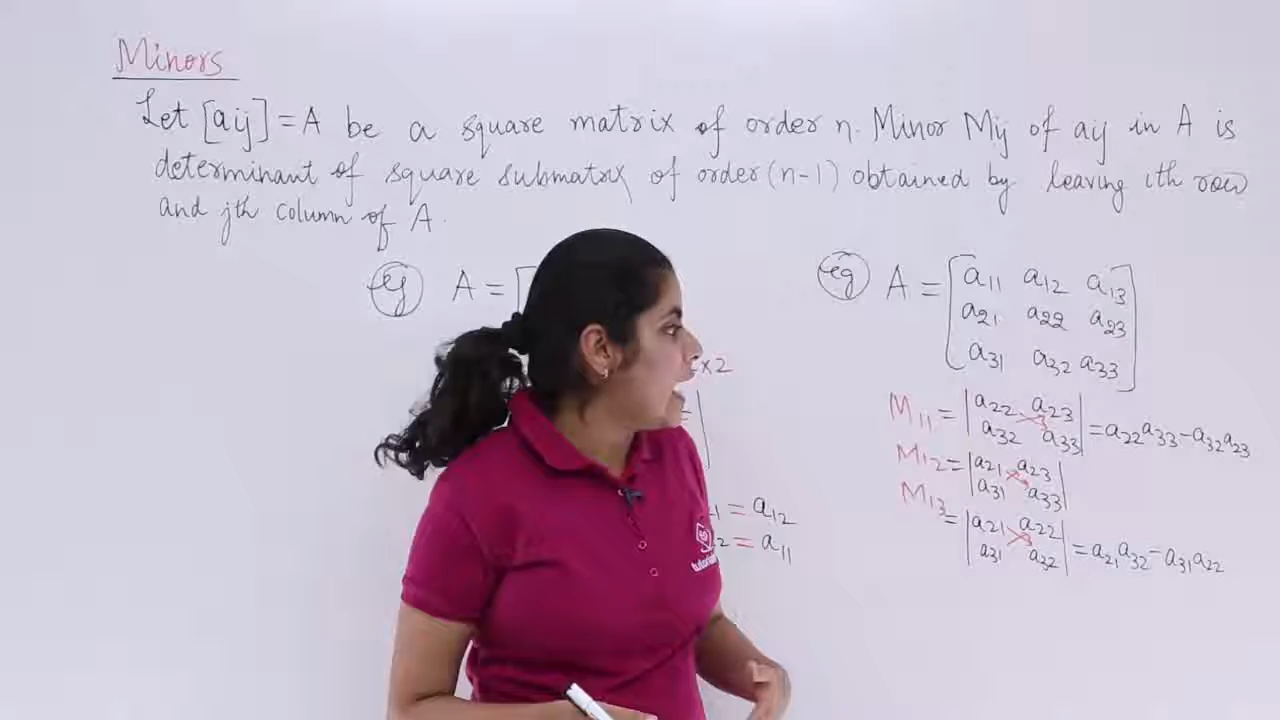 Minors
Let [aij] = A be a square matrix of order n. Minor Mij of aij in A is
determinant of square submatrix of order (n-1) obtained by leaving ith row
and jth column of A.
eg A = [
×2
|
1 = a12
2 = a11
eg A = [a11 a12 a13
a21 a22 a23
a31 a32 a33]
M11 = |a22 a23
a32 a33| = a22a33 - a32a23
M12 = |a21 a23
a31 a33|
M13
= |a21 a22
a31 a32| = a21a32 - a31a22